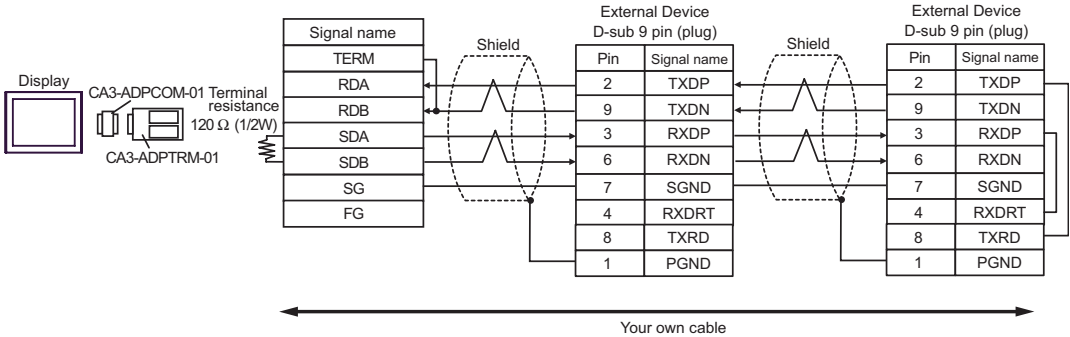 Display
CA3-ADPCOM-01
CA3-ADPTRM-01
Terminal
resistance
120 Ω (1/2W)
Signal name
TERM
RDA
RDB
SDA
SDB
SG
FG
Shield
External Device
D-sub 9 pin (plug)
Pin Signal name
2 TXDP
9 TXDN
3 RXDP
6 RXDN
7 SGND
4 RXDRT
8 TXRD
1 PGND
Shield
External Device
D-sub 9 pin (plug)
Pin Signal name
2 TXDP
9 TXDN
3 RXDP
6 RXDN
7 SGND
4 RXDRT
8 TXRD
1 PGND
Your own cable